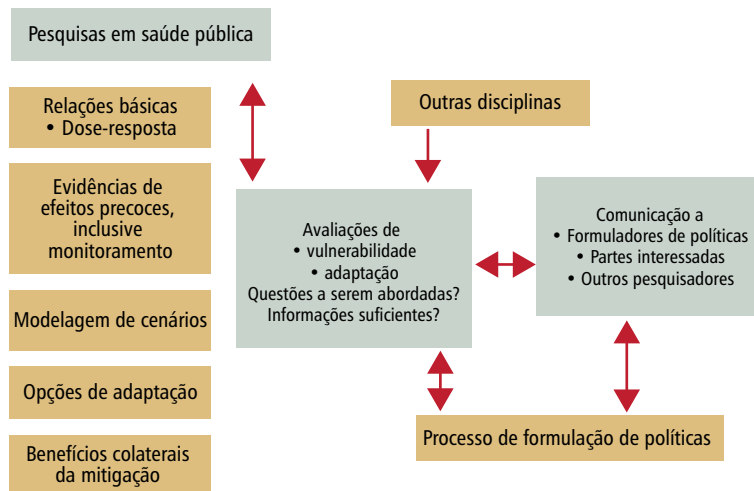 Pesquisas em saúde pública
Relações básicas
• Dose-resposta
Evidências de
efeitos precoces,
inclusive
monitoramento
Modelagem de cenários
Opções de adaptação
Benefícios colaterais
da mitigação
Outras disciplinas
Avaliações de
• vulnerabilidade
• adaptação
Questões a serem abordadas?
Informações suficientes?
Comunicação a
• Formuladores de políticas
• Partes interessadas
• Outros pesquisadores
Processo de formulação de políticas